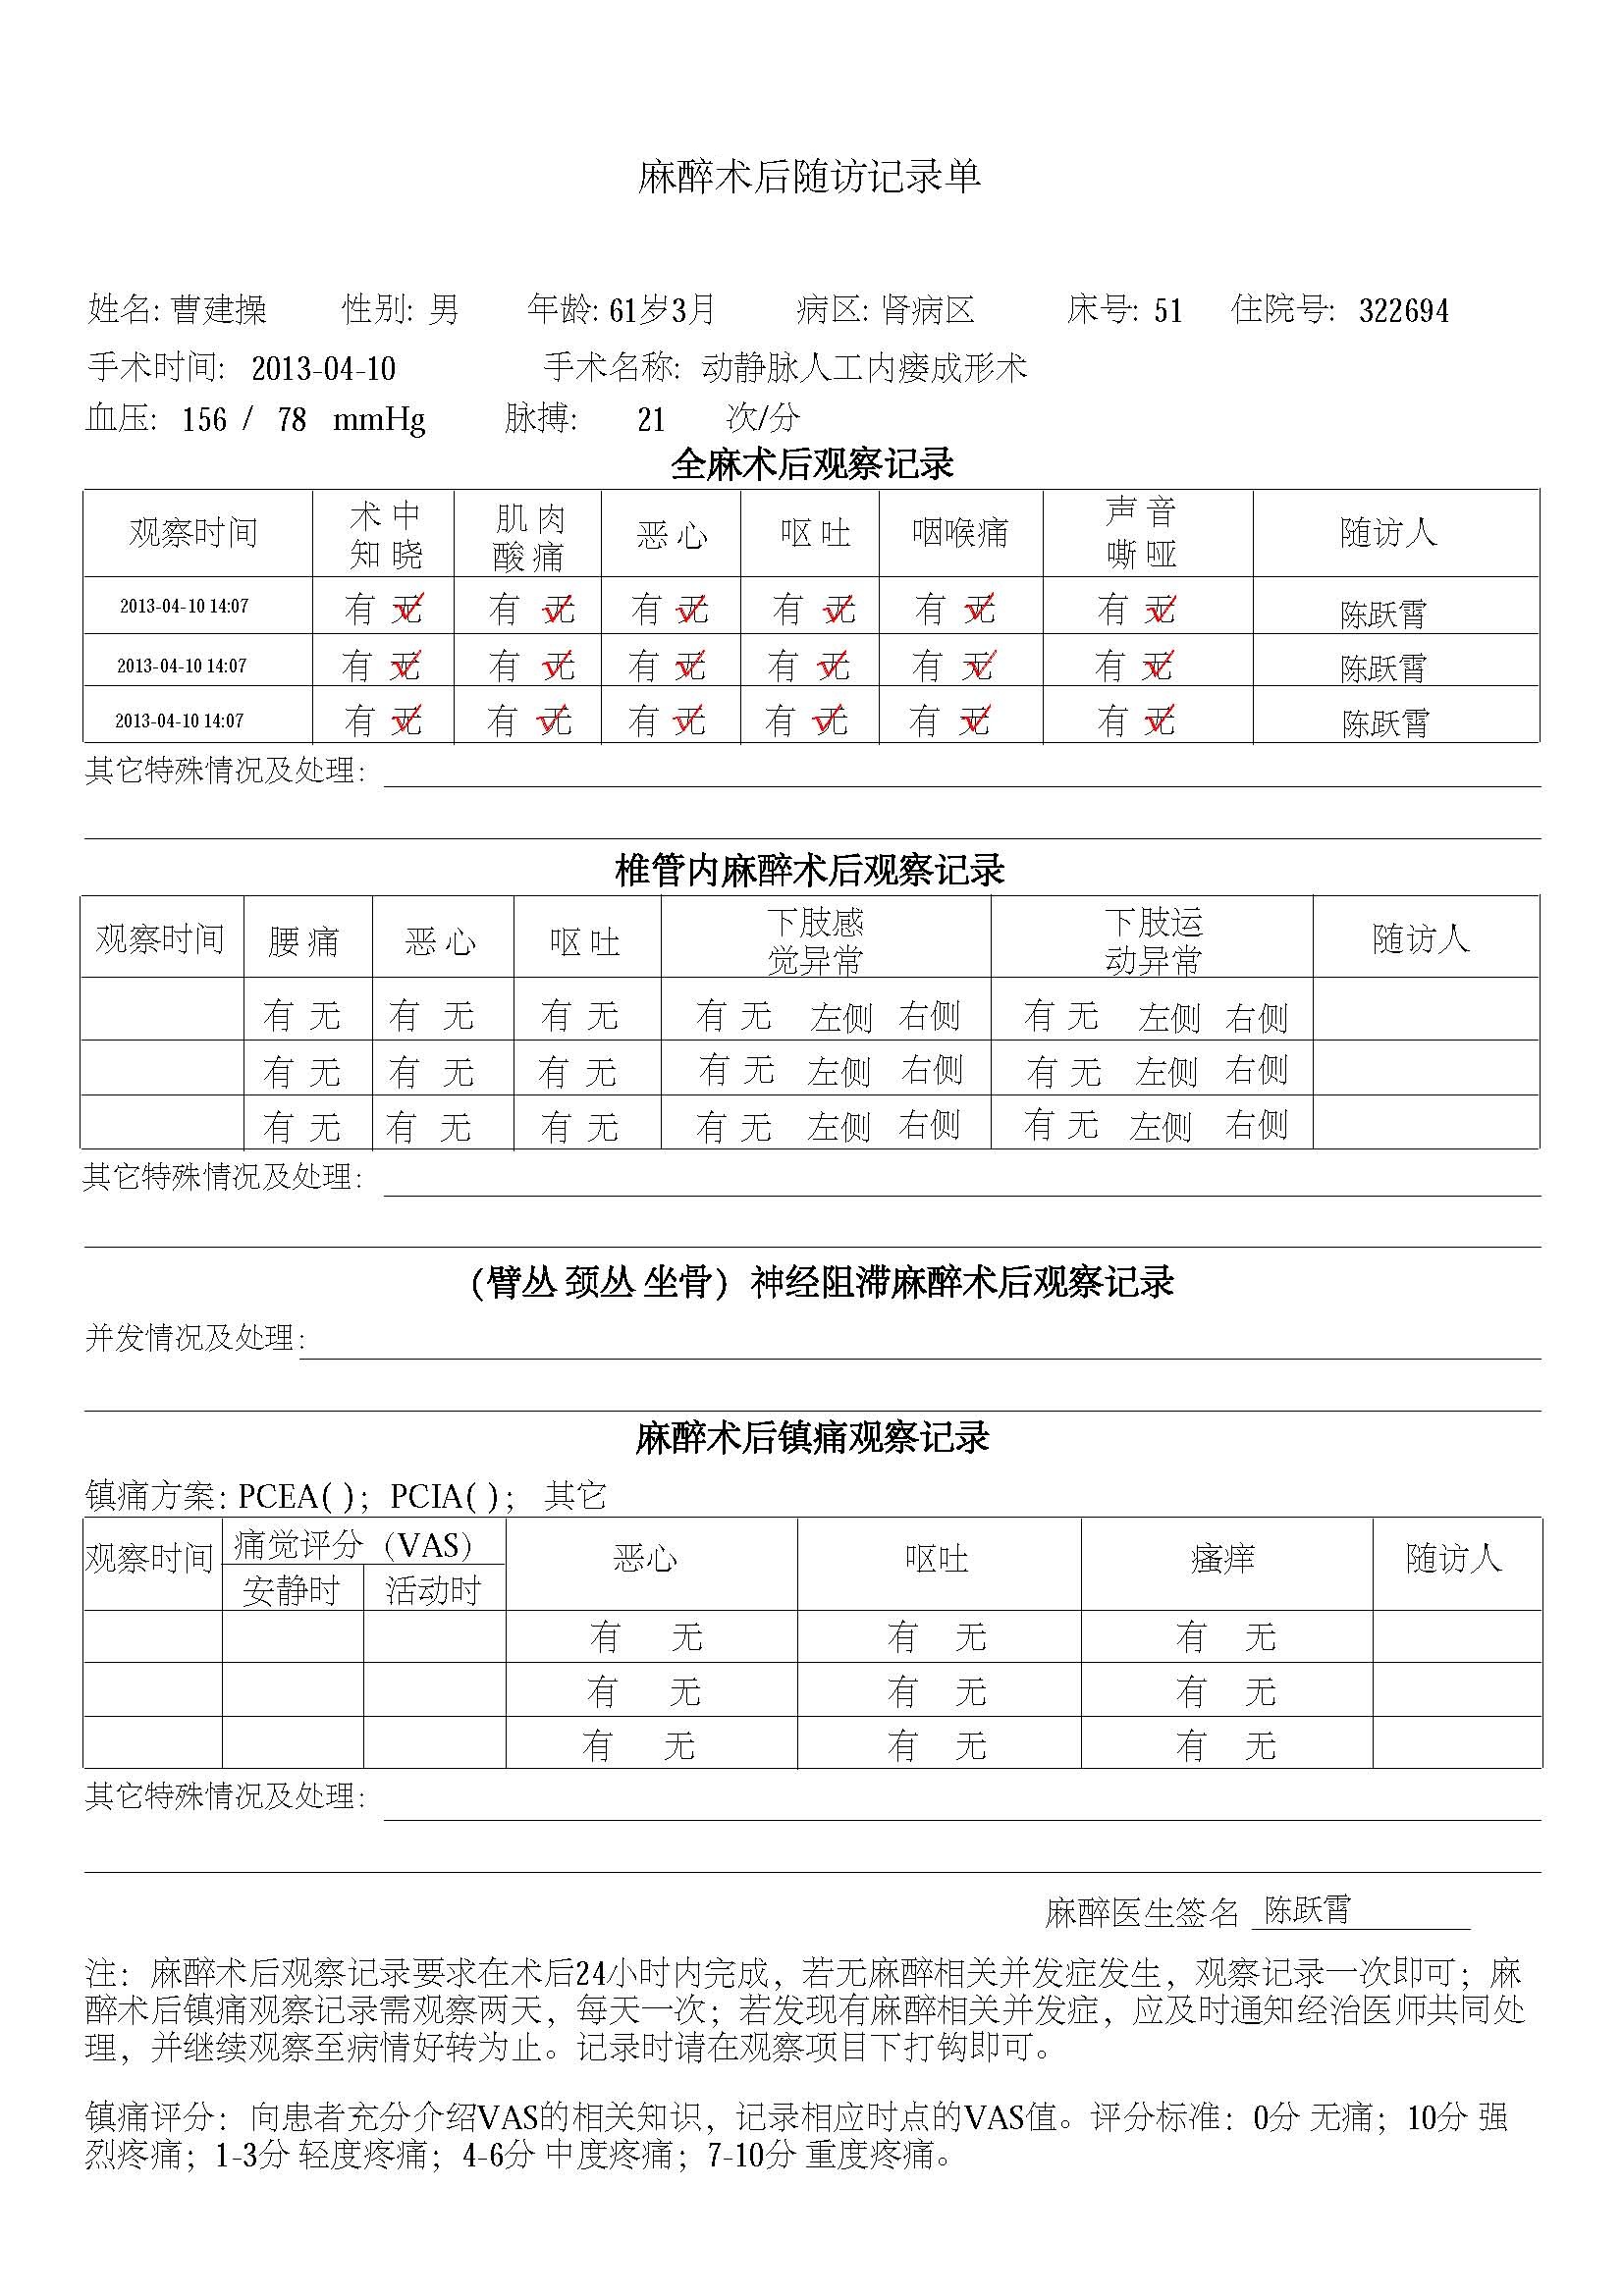 麻醉术后随访记录单
姓名: 曹建操 性别: 男 年龄: 61岁3月 病区: 肾病区 床号: 51 住院号: 322694
手术时间: 2013-04-10 手术名称: 动静脉人工内瘘成形术
血压: 156 / 78 mmHg 脉搏: 21 次/分
全麻术后观察记录
观察时间 术中知晓 肌肉酸痛 恶心 呕吐 咽喉痛 声音嘶哑 随访人
2013-04-10 14:07 有 无 √ 有 无 √ 有 无 √ 有 无 √ 有 无 √ 有 无 √ 陈跃霄
2013-04-10 14:07 有 无 √ 有 无 √ 有 无 √ 有 无 √ 有 无 √ 有 无 √ 陈跃霄
2013-04-10 14:07 有 无 √ 有 无 √ 有 无 √ 有 无 √ 有 无 √ 有 无 √ 陈跃霄
其它特殊情况及处理:
椎管内麻醉术后观察记录
观察时间 腰痛 恶心 呕吐 下肢感觉异常 下肢运动异常 随访人
有 无 有 无 有 无 有 无 左侧 右侧 有 无 左侧 右侧
有 无 有 无 有 无 有 无 左侧 右侧 有 无 左侧 右侧
有 无 有 无 有 无 有 无 左侧 右侧 有 无 左侧 右侧
其它特殊情况及处理:
（臂丛 颈丛 坐骨）神经阻滞麻醉术后观察记录
并发情况及处理:
麻醉术后镇痛观察记录
镇痛方案: PCEA( )； PCIA( )； 其它
观察时间 痛觉评分（VAS） 恶心 呕吐 瘙痒 随访人
安静时 活动时
有 无 有 无 有 无
有 无 有 无 有 无
有 无 有 无 有 无
其它特殊情况及处理:
麻醉医生签名 陈跃霄
注：麻醉术后观察记录要求在术后24小时内完成，若无麻醉相关并发症发生，观察记录一次即可；麻
醉术后镇痛观察记录需观察两天，每天一次；若发现有麻醉相关并发症，应及时通知经治医师共同处
理，并继续观察至病情好转为止。记录时请在观察项目下打钩即可。
镇痛评分：向患者充分介绍VAS的相关知识，记录相应时点的VAS值。评分标准：0分 无痛；10分 强
烈疼痛；1-3分 轻度疼痛；4-6分 中度疼痛；7-10分 重度疼痛。